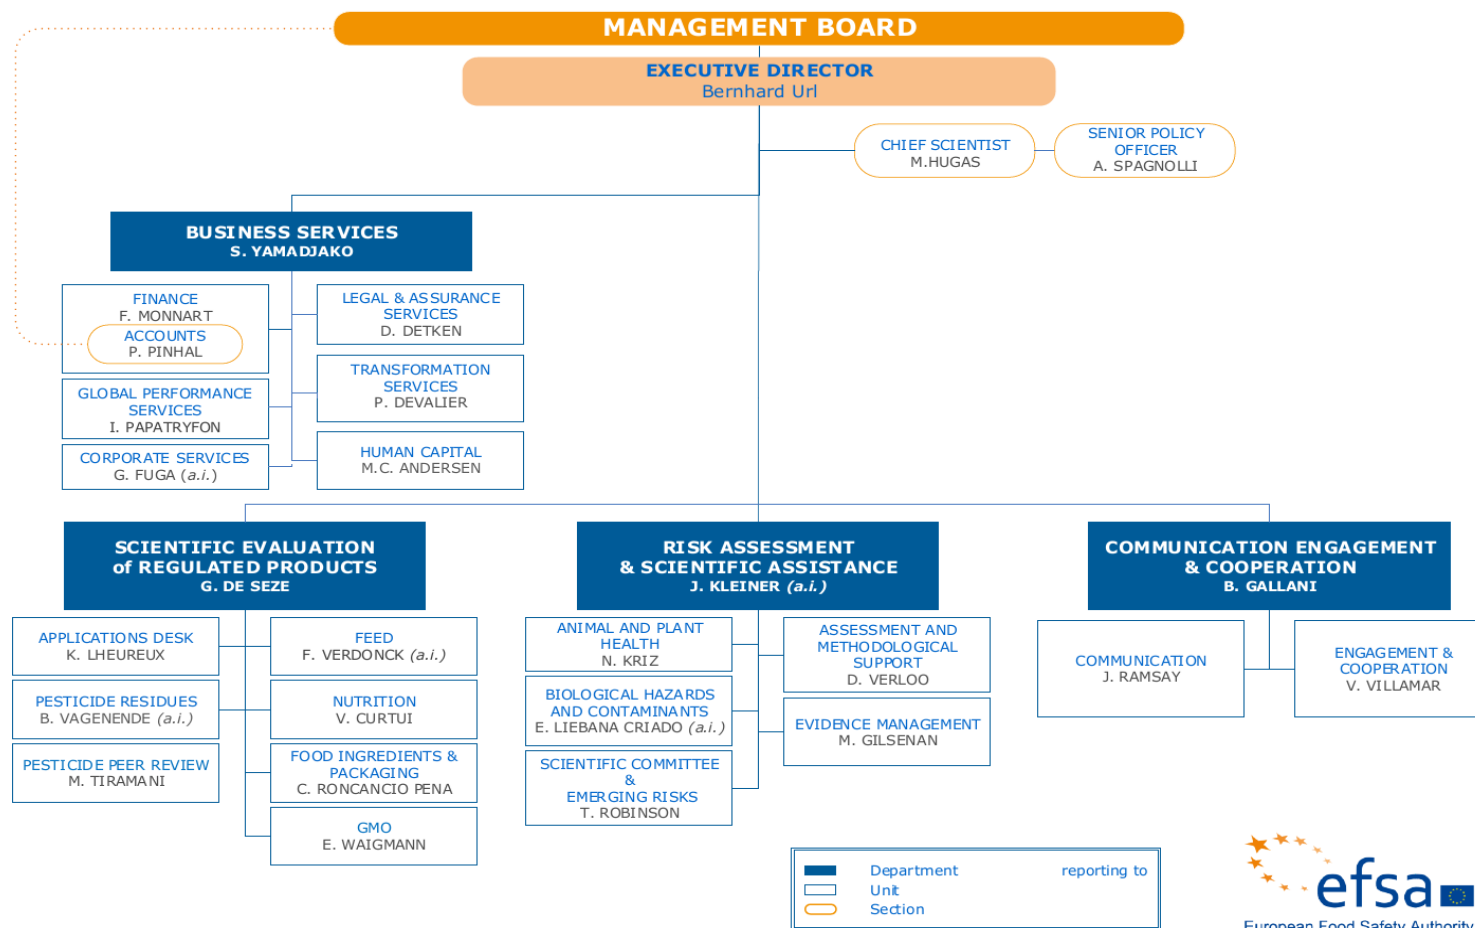 MANAGEMENT BOARD
EXECUTIVE DIRECTOR
Bernhard Url
CHIEF SCIENTIST
M.HUGAS
SENIOR POLICY
OFFICER
A. SPAGNOLLI
BUSINESS SERVICES
S. YAMADJAKO
FINANCE
F. MONNART
ACCOUNTS
P. PINHAL
LEGAL & ASSURANCE
SERVICES
D. DETKEN
GLOBAL PERFORMANCE
SERVICES
I. PAPATRYFON
TRANSFORMATION
SERVICES
P. DEVALIER
CORPORATE SERVICES
G. FUGA (a.i.)
HUMAN CAPITAL
M.C. ANDERSEN
SCIENTIFIC EVALUATION
of REGULATED PRODUCTS
G. DE SEZE
APPLICATIONS DESK
K. LHEUREUX
FEED
F. VERDONCK (a.i.)
PESTICIDE RESIDUES
B. VAGENENDE (a.i.)
NUTRITION
V. CURTUI
PESTICIDE PEER REVIEW
M. TIRAMANI
FOOD INGREDIENTS &
PACKAGING
C. RONCANCIO PENA
GMO
E. WAIGMANN
RISK ASSESSMENT
& SCIENTIFIC ASSISTANCE
J. KLEINER (a.i.)
ANIMAL AND PLANT
HEALTH
N. KRIZ
ASSESSMENT AND
METHODOLOGICAL
SUPPORT
D. VERLOO
BIOLOGICAL HAZARDS
AND CONTAMINANTS
E. LIEBANA CRIADO (a.i.)
EVIDENCE MANAGEMENT
M. GILSENAN
SCIENTIFIC COMMITTEE
&
EMERGING RISKS
T. ROBINSON
COMMUNICATION ENGAGEMENT
& COOPERATION
B. GALLANI
COMMUNICATION
J. RAMSAY
ENGAGEMENT &
COOPERATION
V. VILLAMAR
Department reporting to
Unit
Section
efsa
European Food Safety Authority